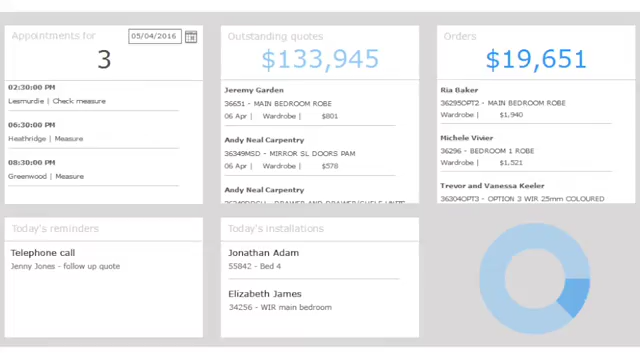 Appointments for
05/04/2016
3
02:30:00 PM
Lesmurdie | Check measure
06:30:00 PM
Heathridge | Measure
08:30:00 PM
Greenwood | Measure
Outstanding quotes
$133,945
Jeremy Garden
36651 - MAIN BEDROOM ROBE
06 Apr | Wardrobe | $801
Andy Neal Carpentry
36349MSD - MIRROR SL DOORS PAM
06 Apr | Wardrobe | $578
Andy Neal Carpentry
Orders
$19,651
Ria Baker
36295OPT2 - MAIN BEDROOM ROBE
Wardrobe | $1,940
Michele Vivier
36296 - BEDROOM 1 ROBE
Wardrobe | $1,521
Trevor and Vanessa Keeler
36304OPT3 - OPTION 3 WIR 25mm COLOURED
Today's reminders
Telephone call
Jenny Jones - follow up quote
Today's installations
Jonathan Adam
55842 - Bed 4
Elizabeth James
34256 - WIR main bedroom